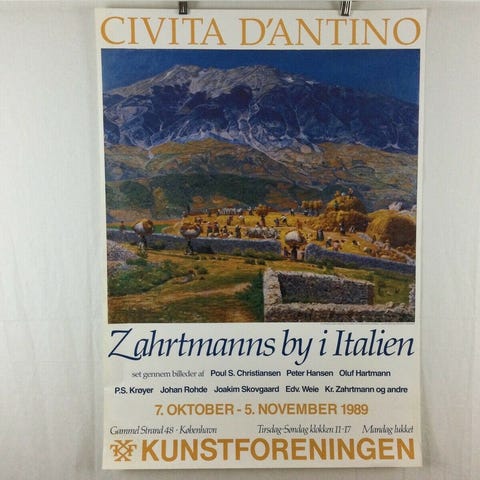 CIVITA D'ANTINO
Zahrtmanns by i Italien
set gennem billeder af Poul S. Christiansen Peter Hansen Oluf Hartmann
P.S. Krøyer Johan Rohde Joakim Skovgaard Edv. Weie Kr. Zahrtmann og andre
7. OKTOBER - 5. NOVEMBER 1989
Gammel Strand 48 · København Tirsdag-Søndag klokken 11-17 Mandag lukket
KUNSTFORENINGEN